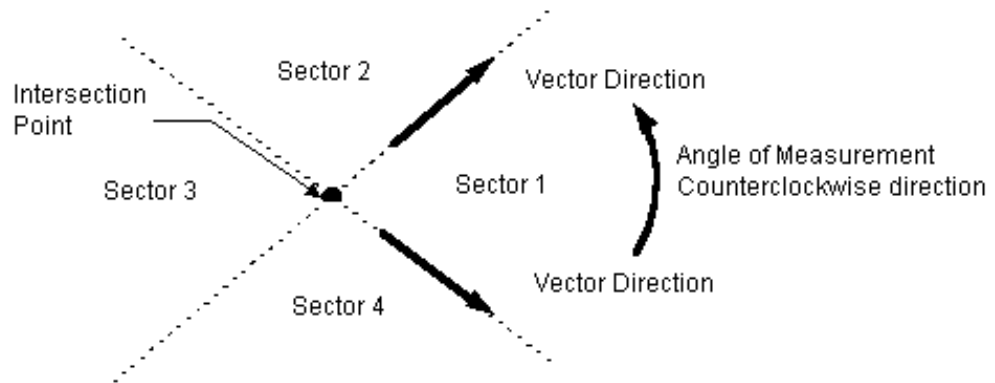 Sector 2
Vector Direction
Intersection
Point
Angle of Measurement
Counterclockwise direction
Sector 3
Sector 1
Vector Direction
Sector 4